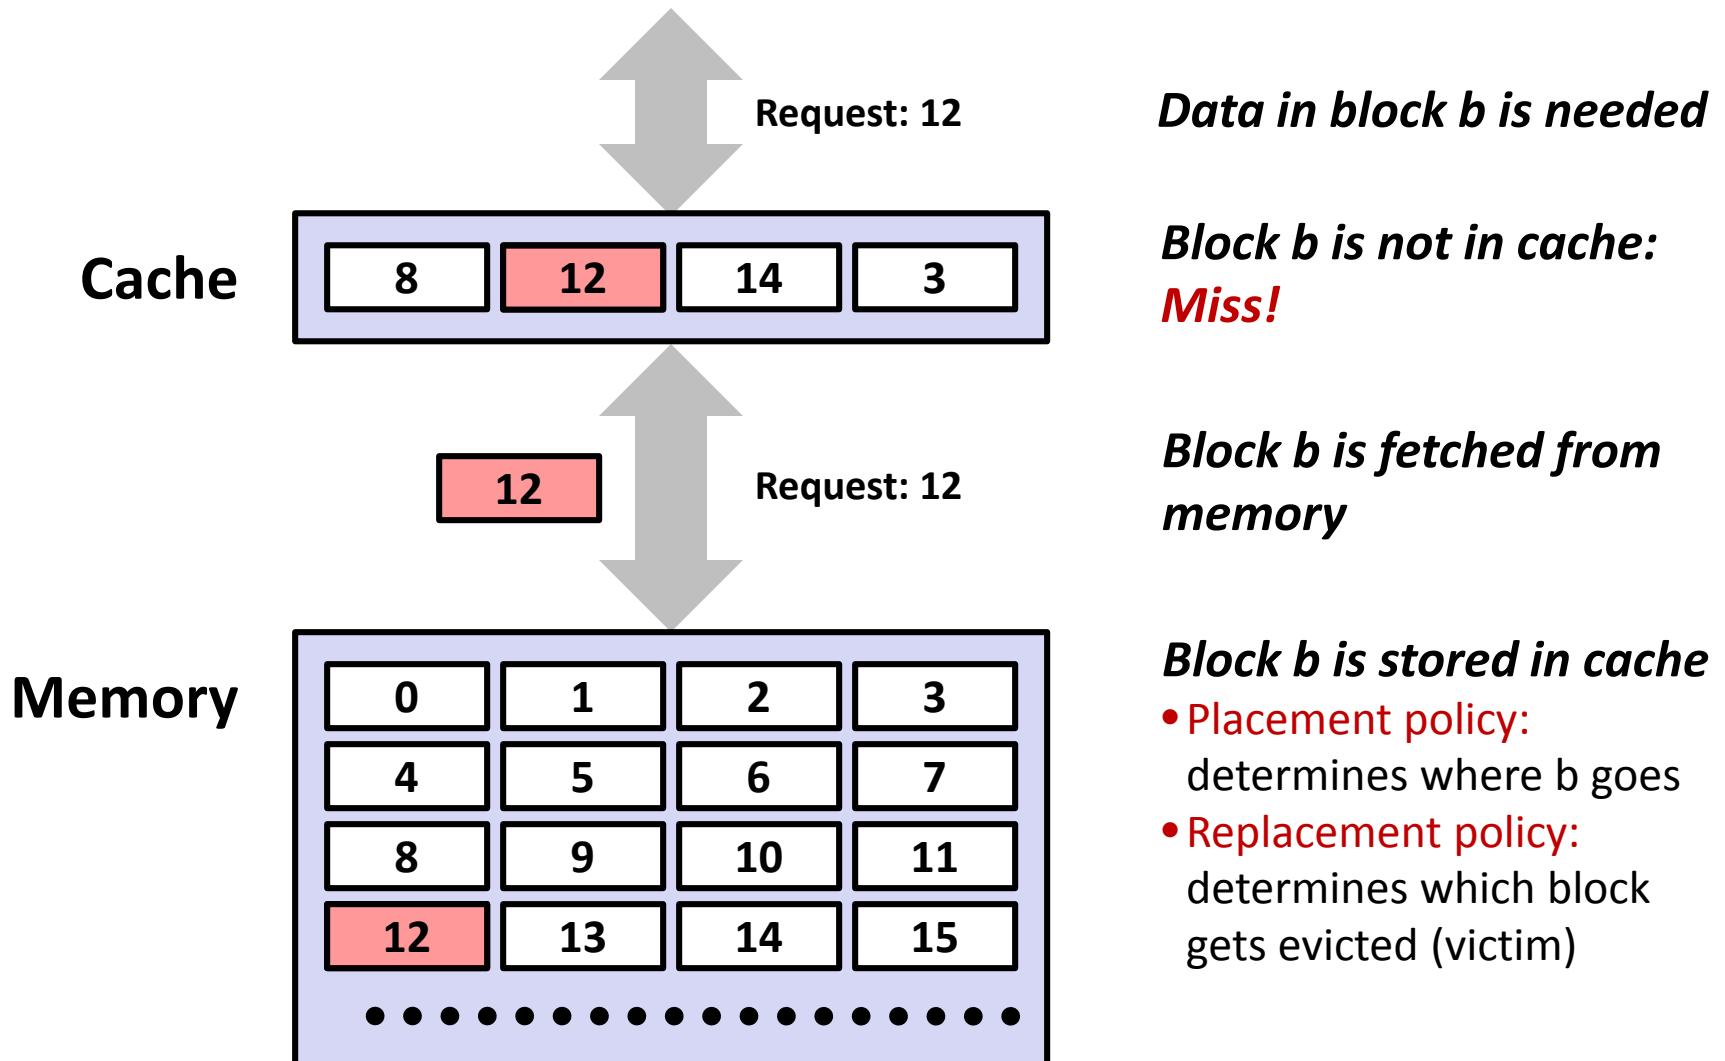 Request: 12
Data in block b is needed
Cache
8 12 14 3
Block b is not in cache:
Miss!
12
Request: 12
Block b is fetched from
memory
Memory
0 1 2 3
4 5 6 7
8 9 10 11
12 13 14 15
Block b is stored in cache
• Placement policy:
determines where b goes
• Replacement policy:
determines which block
gets evicted (victim)